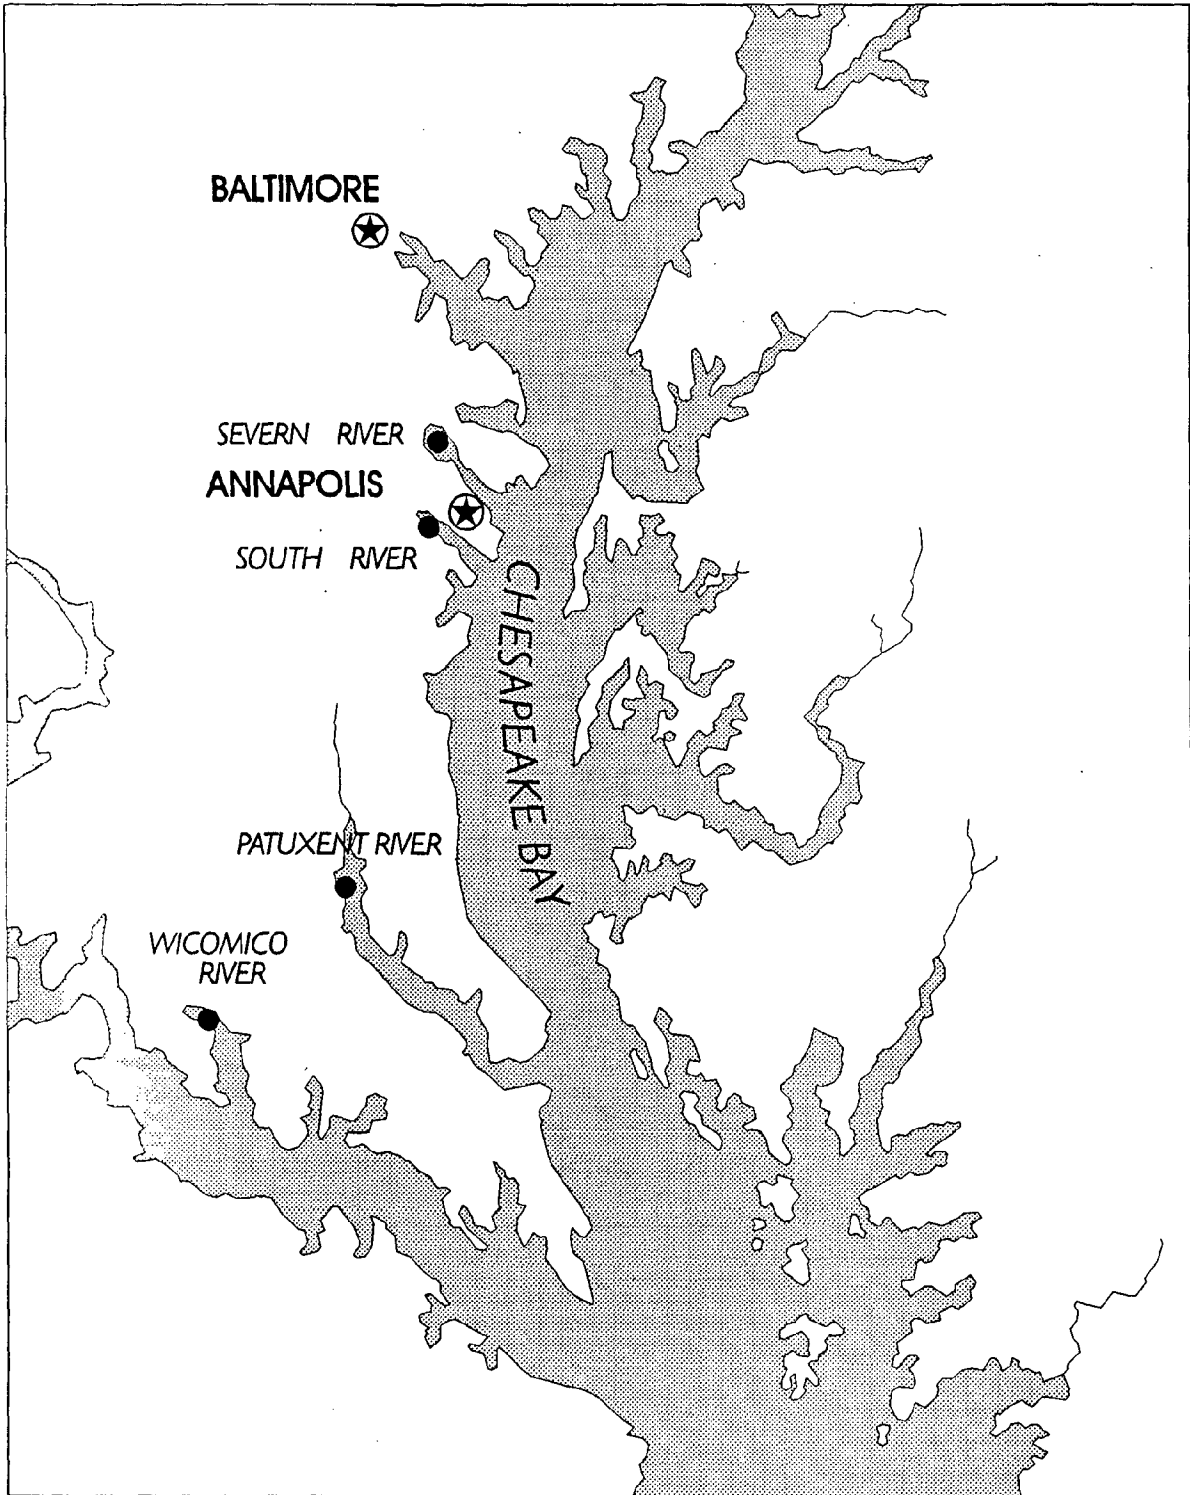 BALTIMORE
SEVERN RIVER
ANNAPOLIS
SOUTH RIVER
CHESAPEAKE BAY
PATUXENT RIVER
WICOMICO
RIVER